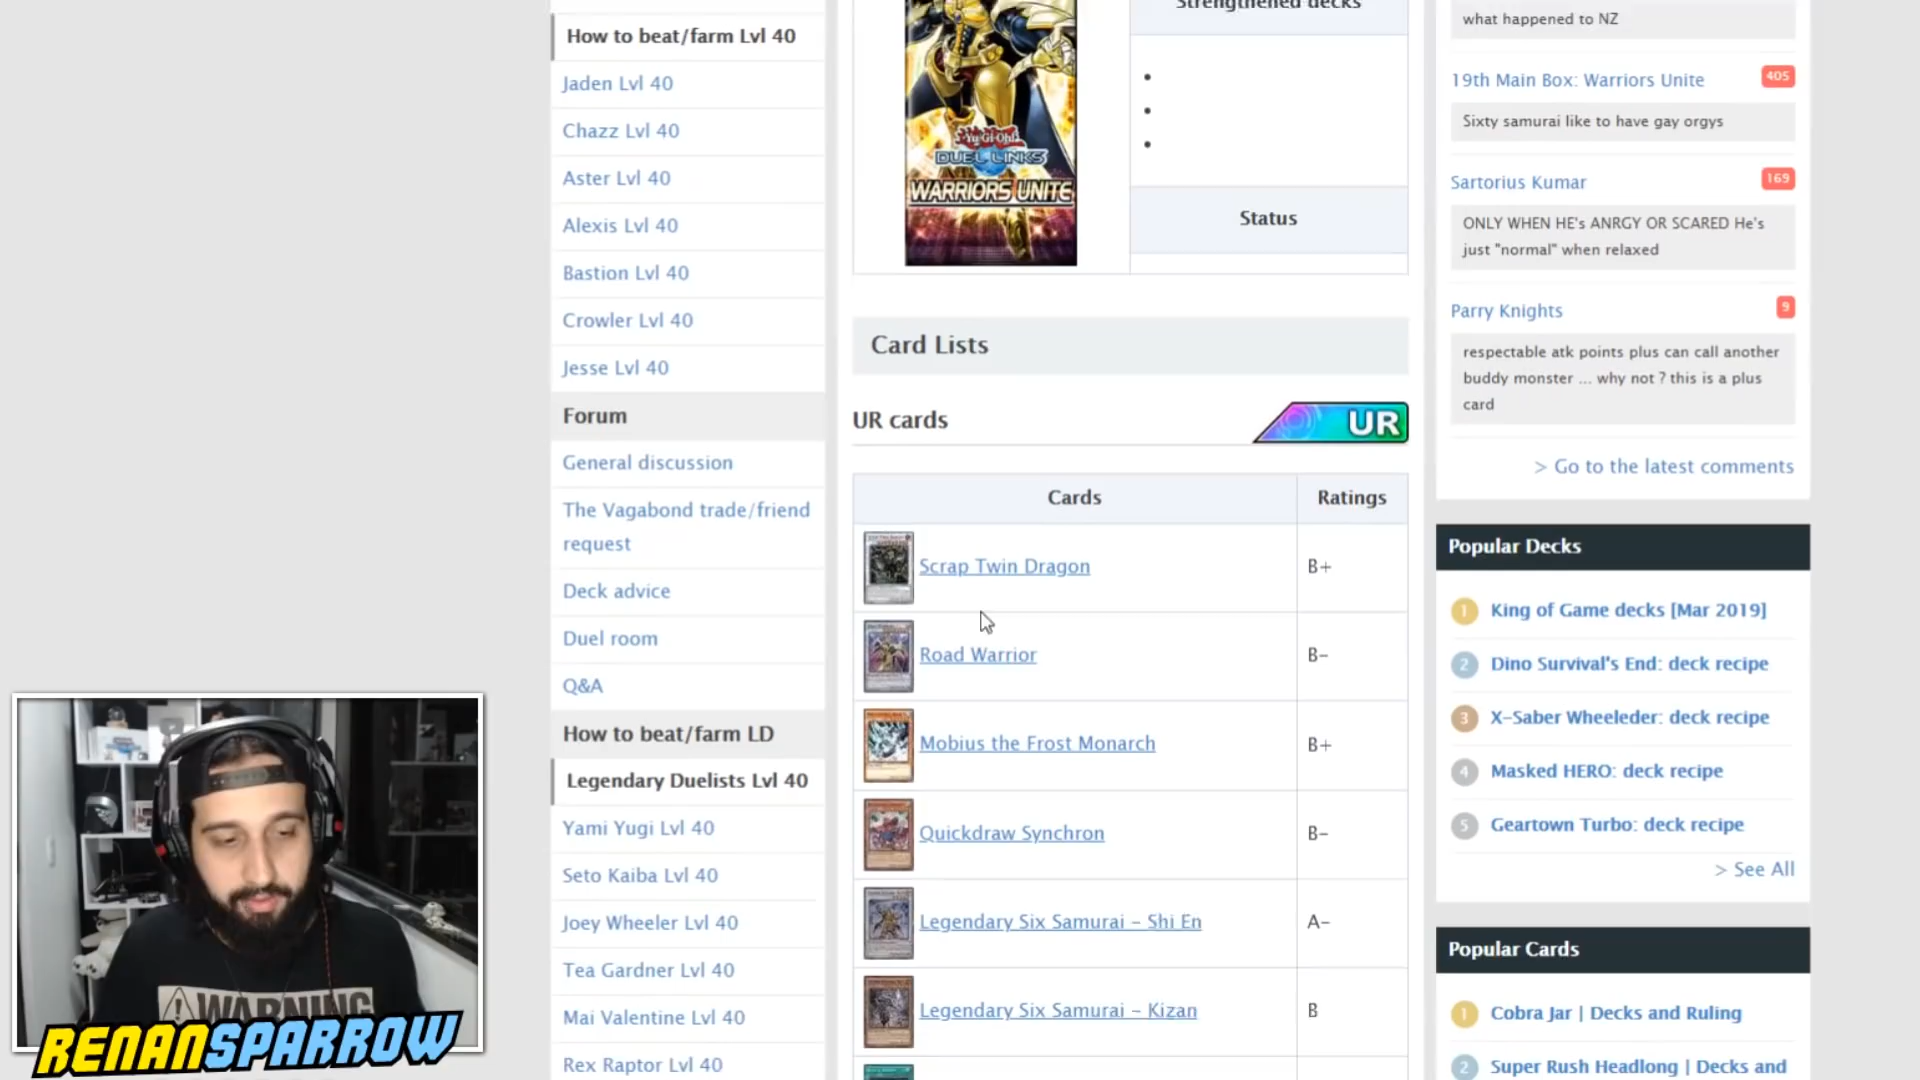 How to beat/farm Lvl 40
Jaden Lvl 40
Chazz Lvl 40
Aster Lvl 40
Alexis Lvl 40
Bastion Lvl 40
Crowler Lvl 40
Jesse Lvl 40
Forum
General discussion
The Vagabond trade/friend
request
Deck advice
Duel room
Q&A
How to beat/farm LD
Legendary Duelists Lvl 40
Yami Yugi Lvl 40
Seto Kaiba Lvl 40
Joey Wheeler Lvl 40
Tea Gardner Lvl 40
Mai Valentine Lvl 40
Rex Raptor Lvl 40
WARNING
RENANSPARROW
Yu-Gi-Oh!
DUEL LINKS
WARRIORS UNITE
Strengthened decks
Status
Card Lists
UR cards
UR
Cards
Ratings
Scrap Twin Dragon
B+
Road Warrior
B-
Mobius the Frost Monarch
B+
Quickdraw Synchron
B-
Legendary Six Samurai - Shi En
A-
Legendary Six Samurai - Kizan
B
what happened to NZ
19th Main Box: Warriors Unite
405
Sixty samurai like to have gay orgys
Sartorius Kumar
169
ONLY WHEN HE's ANRGY OR SCARED He's
just "normal" when relaxed
Parry Knights
9
respectable atk points plus can call another
buddy monster ... why not ? this is a plus
card
> Go to the latest comments
Popular Decks
1 King of Game decks [Mar 2019]
2 Dino Survival's End: deck recipe
3 X-Saber Wheeleder: deck recipe
4 Masked HERO: deck recipe
5 Geartown Turbo: deck recipe
> See All
Popular Cards
1 Cobra Jar | Decks and Ruling
2 Super Rush Headlong | Decks and